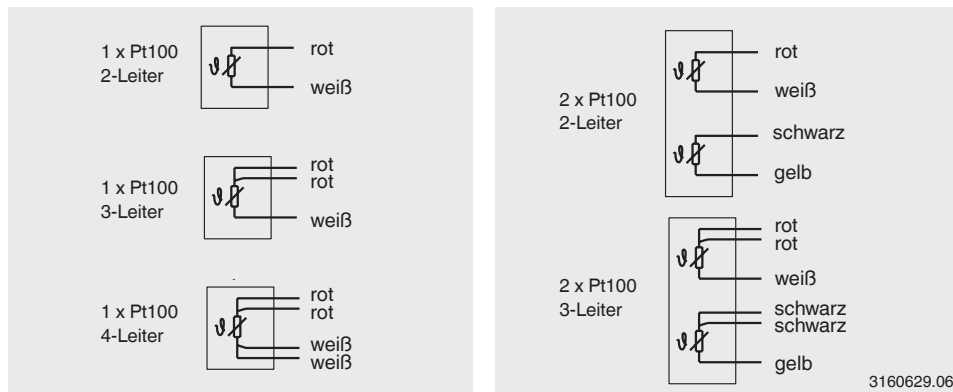 1 x Pt100
2-Leiter
rot
weiß
1 x Pt100
3-Leiter
rot
rot
weiß
1 x Pt100
4-Leiter
rot
rot
weiß
weiß
2 x Pt100
2-Leiter
rot
weiß
schwarz
gelb
2 x Pt100
3-Leiter
rot
rot
weiß
schwarz
schwarz
gelb
3160629.06